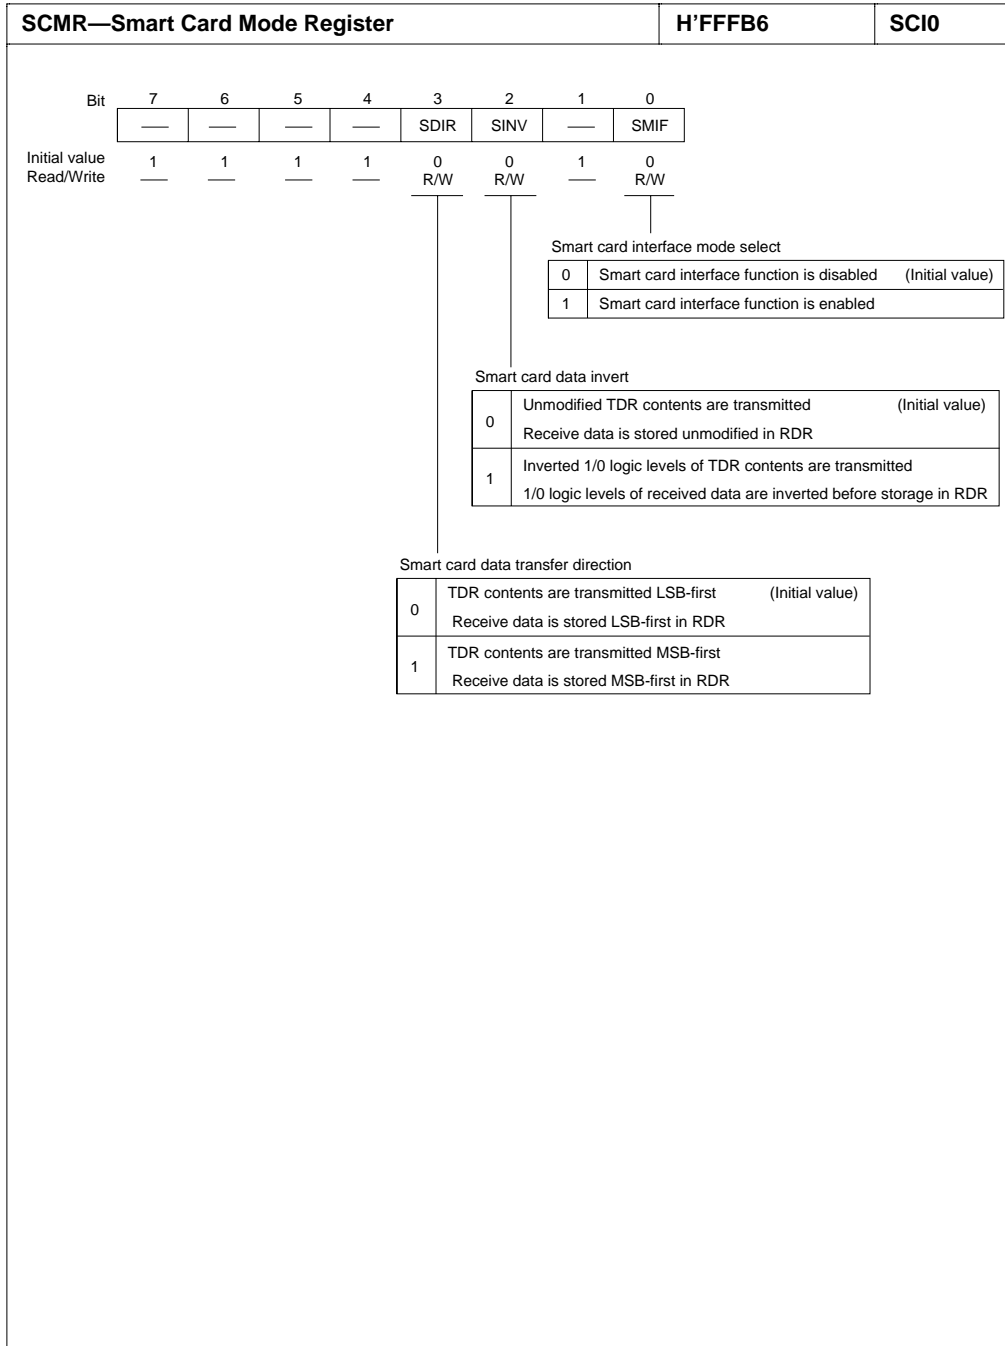 SCMR—Smart Card Mode Register H'FFFB6 SCI0
Bit 7 6 5 4 3 2 1 0
— — — — SDIR SINV — SMIF
Initial value 1 1 1 1 0 0 1 0
Read/Write — — — — R/W R/W — R/W
Smart card interface mode select
0 Smart card interface function is disabled (Initial value)
1 Smart card interface function is enabled
Smart card data invert
0 Unmodified TDR contents are transmitted (Initial value)
Receive data is stored unmodified in RDR
1 Inverted 1/0 logic levels of TDR contents are transmitted
1/0 logic levels of received data are inverted before storage in RDR
Smart card data transfer direction
0 TDR contents are transmitted LSB-first (Initial value)
Receive data is stored LSB-first in RDR
1 TDR contents are transmitted MSB-first
Receive data is stored MSB-first in RDR